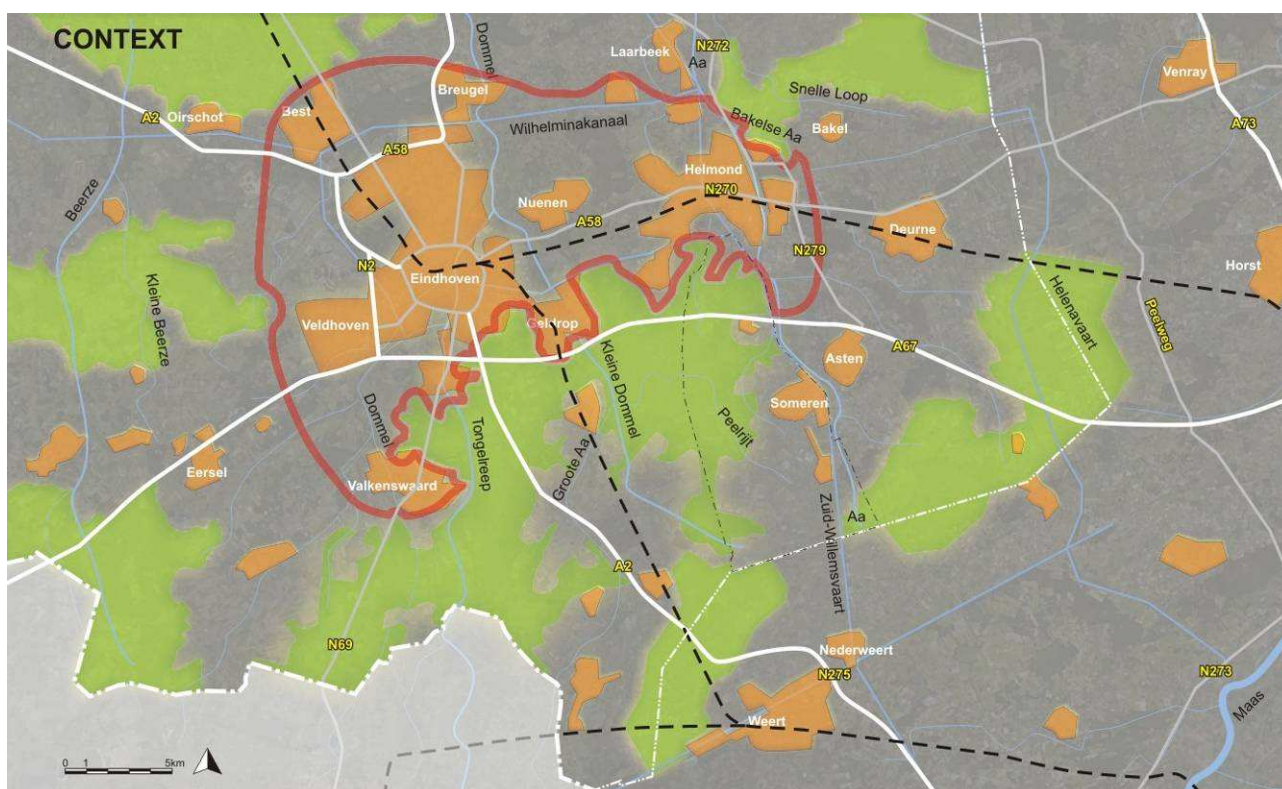 CONTEXT
Dommel
Laarbeek
N272
Aa
Venray
Breugel
Snelle Loop
A2
Oirschot
Best
Wilhelminakanaal
Bakelse Aa
Bakel
A73
A58
Beerze
Helmond
N270
Nuenen
A58
Deurne
N279
N2
Eindhoven
Horst
Kleine Beerze
Helenavaart
Peelweg
Veldhoven
Geldrop
Kleine Dommel
A67
Asten
Someren
Dommel
Tongelreep
Peelrijt
Eersel
Valkenswaard
Groote Aa
Zuid-Willemsvaart
Aa
A2
N69
Nederweert
N275
N273
Maas
Weert
0 1 5km